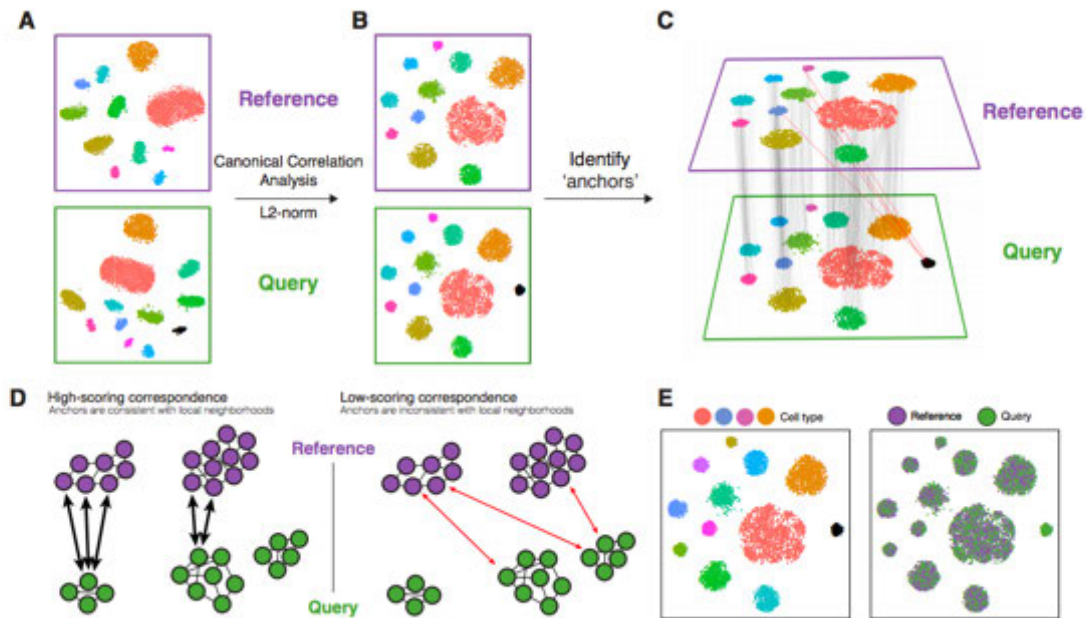 A
B
C
Reference
Canonical Correlation
Analysis
L2-norm
Query
Identify
'anchors'
Reference
Query
D
High-scoring correspondence
Anchors are consistent with local neighborhoods
Low-scoring correspondence
Anchors are inconsistent with local neighborhoods
Reference
Query
E
Cell type
Reference
Query